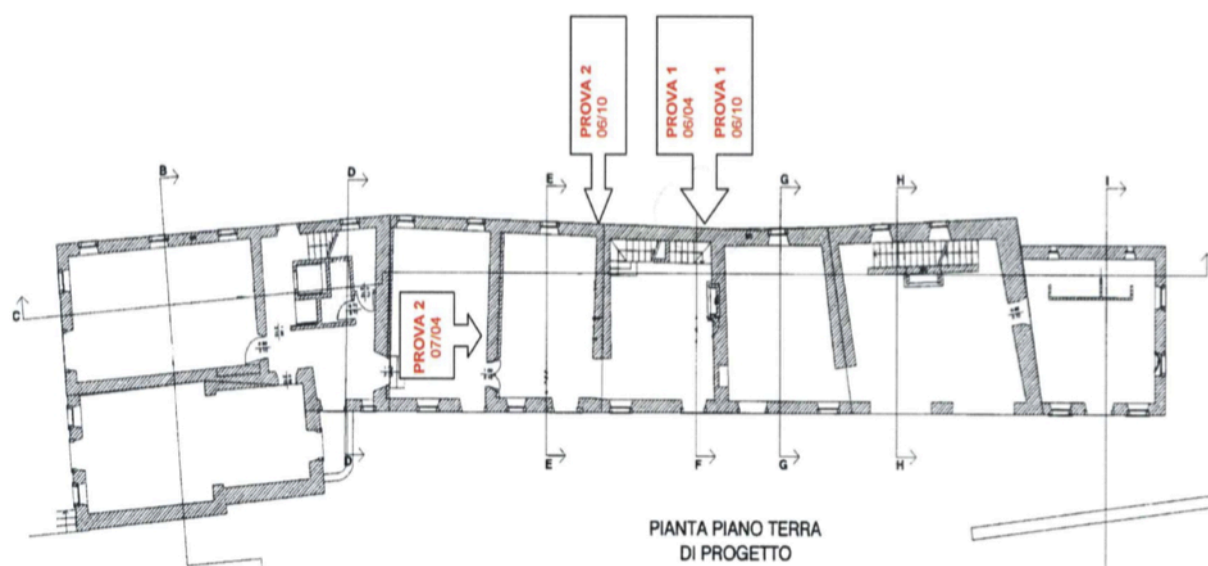 PROVA 2
06/10
PROVA 1
06/04
PROVA 1
06/10
B
D
E
G
H
I
C
PROVA 2
07/04
D
E
F
G
H
PIANTA PIANO TERRA
DI PROGETTO